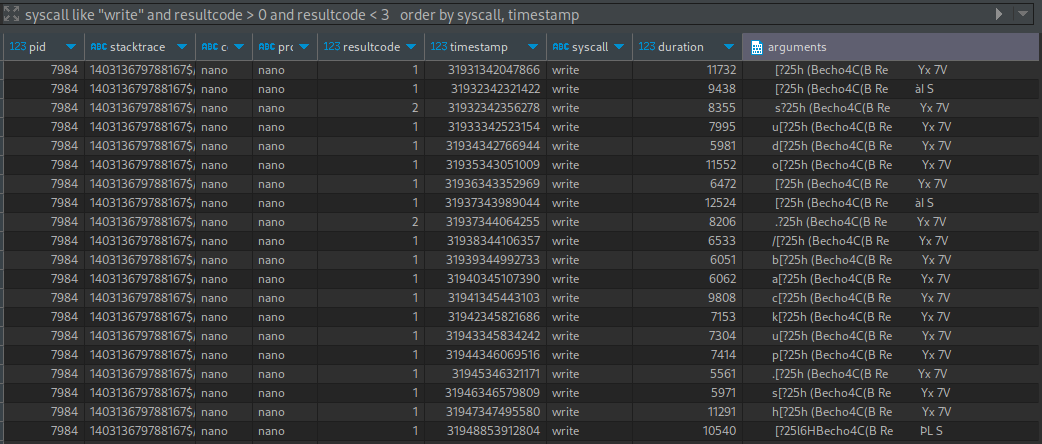 syscall like "write" and resultcode > 0 and resultcode < 3 order by syscall, timestamp
123 pid ABC stacktrace ABC c ABC pro 123 resultcode 123 timestamp ABC syscall 123 duration arguments
7984 140313679788167$/ nano nano 1 31931342047866 write 11732 [?25h (Becho4C(B Re Yx 7V
7984 140313679788167$/ nano nano 1 31932342321422 write 9438 [?25h (Becho4C(B Re àl S
7984 140313679788167$/ nano nano 2 31932342356278 write 8355 s?25h (Becho4C(B Re Yx 7V
7984 140313679788167$/ nano nano 1 31933342523154 write 7995 u[?25h (Becho4C(B Re Yx 7V
7984 140313679788167$/ nano nano 1 31934342766944 write 5981 d[?25h (Becho4C(B Re Yx 7V
7984 140313679788167$/ nano nano 1 31935343051009 write 11552 o[?25h (Becho4C(B Re Yx 7V
7984 140313679788167$/ nano nano 1 31936343352969 write 6472 [?25h (Becho4C(B Re Yx 7V
7984 140313679788167$/ nano nano 1 31937343989044 write 12524 [?25h (Becho4C(B Re àl S
7984 140313679788167$/ nano nano 2 31937344064255 write 8206 .?25h (Becho4C(B Re Yx 7V
7984 140313679788167$/ nano nano 1 31938344106357 write 6533 /[?25h (Becho4C(B Re Yx 7V
7984 140313679788167$/ nano nano 1 31939344992733 write 6051 b[?25h (Becho4C(B Re Yx 7V
7984 140313679788167$/ nano nano 1 31940345107390 write 6062 a[?25h (Becho4C(B Re Yx 7V
7984 140313679788167$/ nano nano 1 31941345443103 write 9808 c[?25h (Becho4C(B Re Yx 7V
7984 140313679788167$/ nano nano 1 31942345821686 write 7153 k[?25h (Becho4C(B Re Yx 7V
7984 140313679788167$/ nano nano 1 31943345834242 write 7304 u[?25h (Becho4C(B Re Yx 7V
7984 140313679788167$/ nano nano 1 31944346069516 write 7414 p[?25h (Becho4C(B Re Yx 7V
7984 140313679788167$/ nano nano 1 31945346321171 write 5561 .[?25h (Becho4C(B Re Yx 7V
7984 140313679788167$/ nano nano 1 31946346579809 write 5971 s[?25h (Becho4C(B Re Yx 7V
7984 140313679788167$/ nano nano 1 31947347495580 write 11291 h[?25h (Becho4C(B Re Yx 7V
7984 140313679788167$/ nano nano 1 31948853912804 write 10540 [?25l6HBecho4C(B Re ÞL S